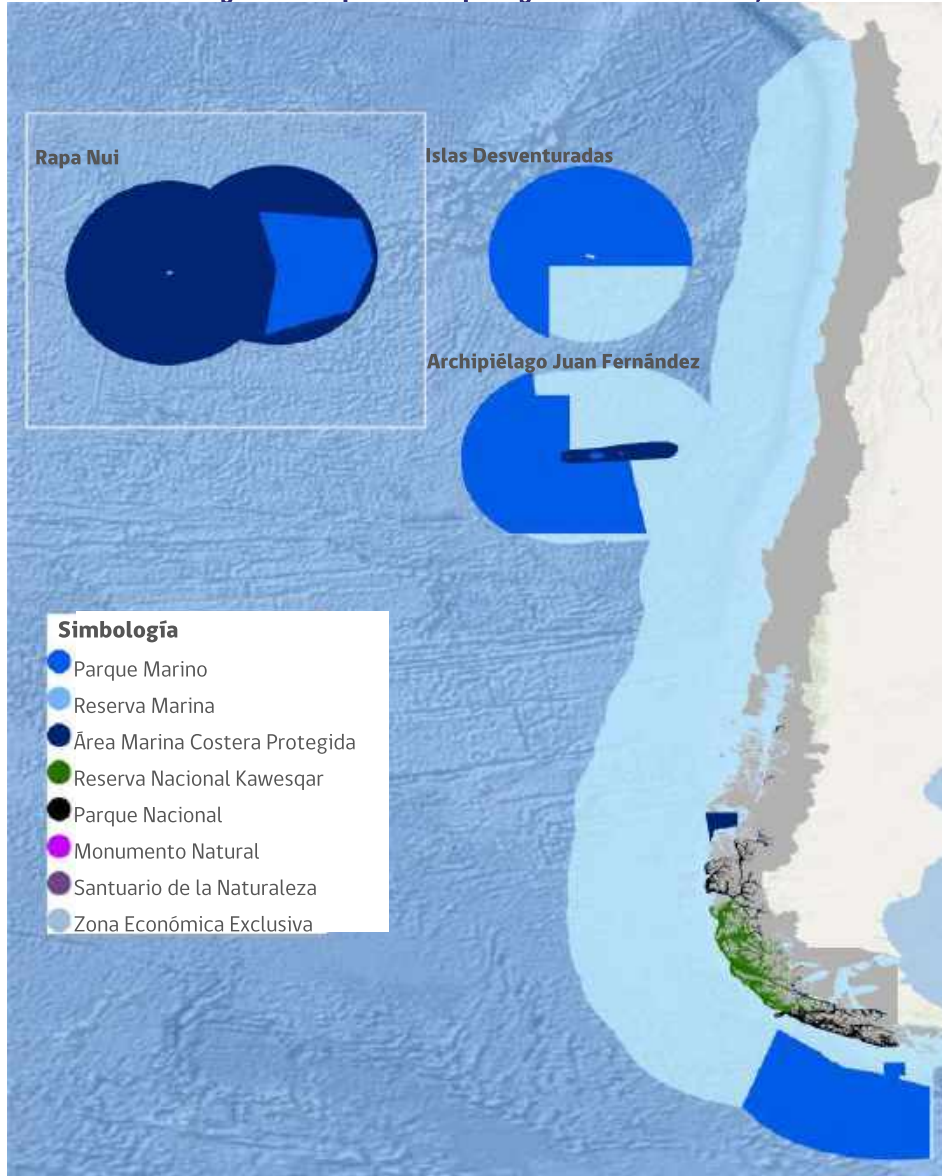 Rapa Nui
Islas Desventuradas
Archipiélago Juan Fernández
Simbología
Parque Marino
Reserva Marina
Área Marina Costera Protegida
Reserva Nacional Kawesqar
Parque Nacional
Monumento Natural
Santuario de la Naturaleza
Zona Económica Exclusiva